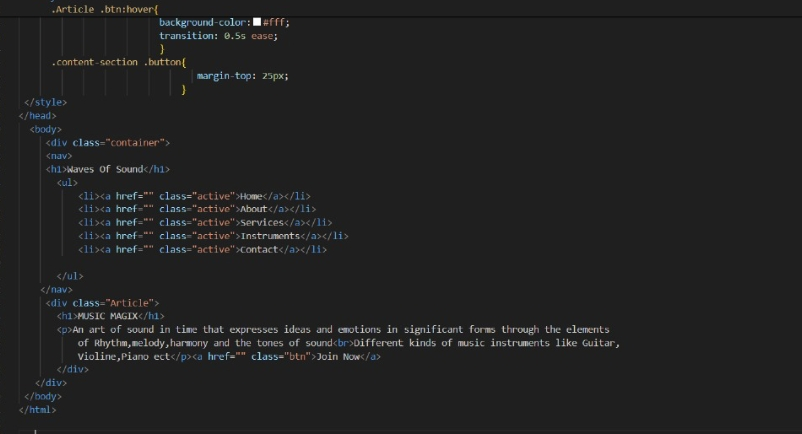 .Article .btn:hover{
background-color: #fff;
transition: 0.5s ease;
}
.content-section .button{
margin-top: 25px;
}
</style>
</head>
<body>
<div class="container">
<nav>
<h1>Waves Of Sound</h1>
<ul>
<li><a href="" class="active">Home</a></li>
<li><a href="" class="active">About</a></li>
<li><a href="" class="active">Services</a></li>
<li><a href="" class="active">Instruments</a></li>
<li><a href="" class="active">Contact</a></li>
</ul>
</nav>
<div class="Article">
<h1>MUSIC MAGIX</h1>
<p>An art of sound in time that expresses ideas and emotions in significant forms through the elements
of Rhythm,melody,harmony and the tones of sound<br>Different kinds of music instruments like Guitar,
Violine,Piano ect</p><a href="" class="btn">Join Now</a>
</div>
</div>
</body>
</html>